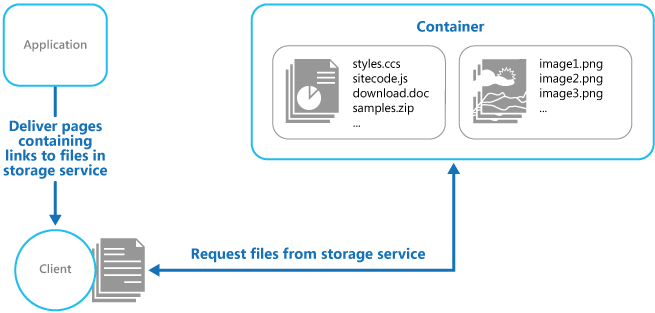 Application
Container
styles.ccs
sitecode.js
download.doc
samples.zip
...
image1.png
image2.png
image3.png
...
Deliver pages
containing
links to files in
storage service
Request files from storage service
Client